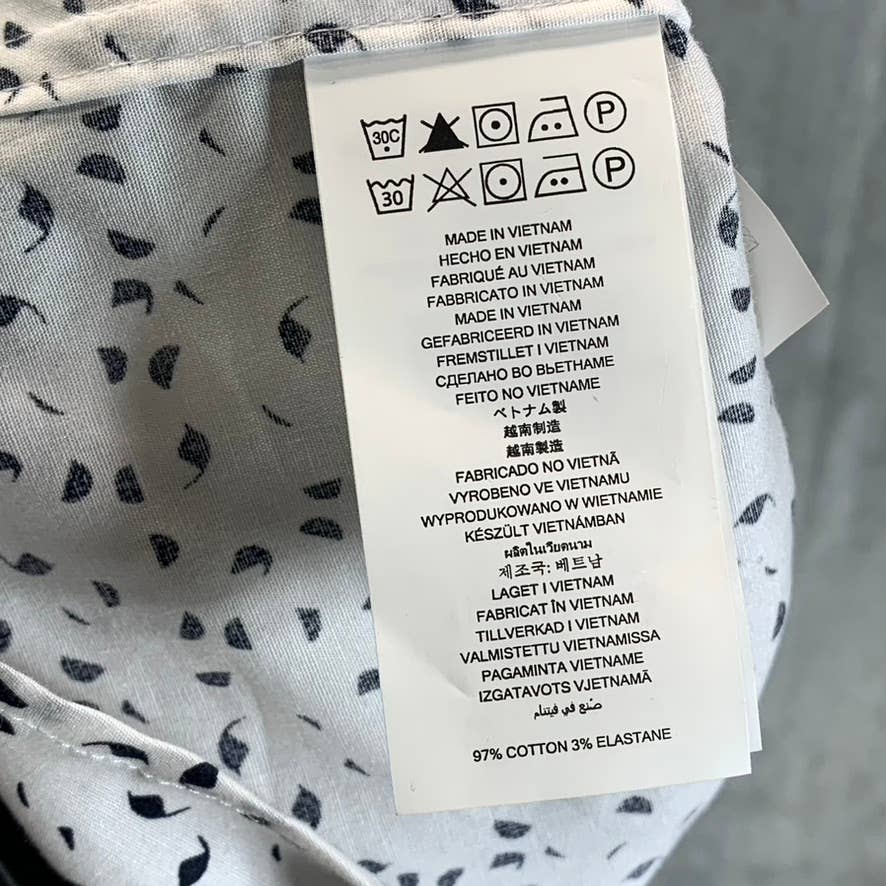 30C P
30 P
MADE IN VIETNAM
HECHO EN VIETNAM
FABRIQUÉ AU VIETNAM
FABBRICATO IN VIETNAM
MADE IN VIETNAM
GEFABRICEERD IN VIETNAM
FREMSTILLET I VIETNAM
СДЕЛАНО ВО ВЬЕТНАМЕ
FEITO NO VIETNAME
ベトナム製
越南制造
越南製造
FABRICADO NO VIETNÃ
VYROBENO VE VIETNAMU
WYPRODUKOWANO W WIETNAMIE
KÉSZÜLT VIETNÁMBAN
ผลิตในเวียดนาม
제조국: 베트남
LAGET I VIETNAM
FABRICAT ÎN VIETNAM
TILLVERKAD I VIETNAM
VALMISTETTU VIETNAMISSA
PAGAMINTA VIETNAME
IZGATAVOTS VJETNAMĀ
صُنع في فيتنام
97% COTTON 3% ELASTANE